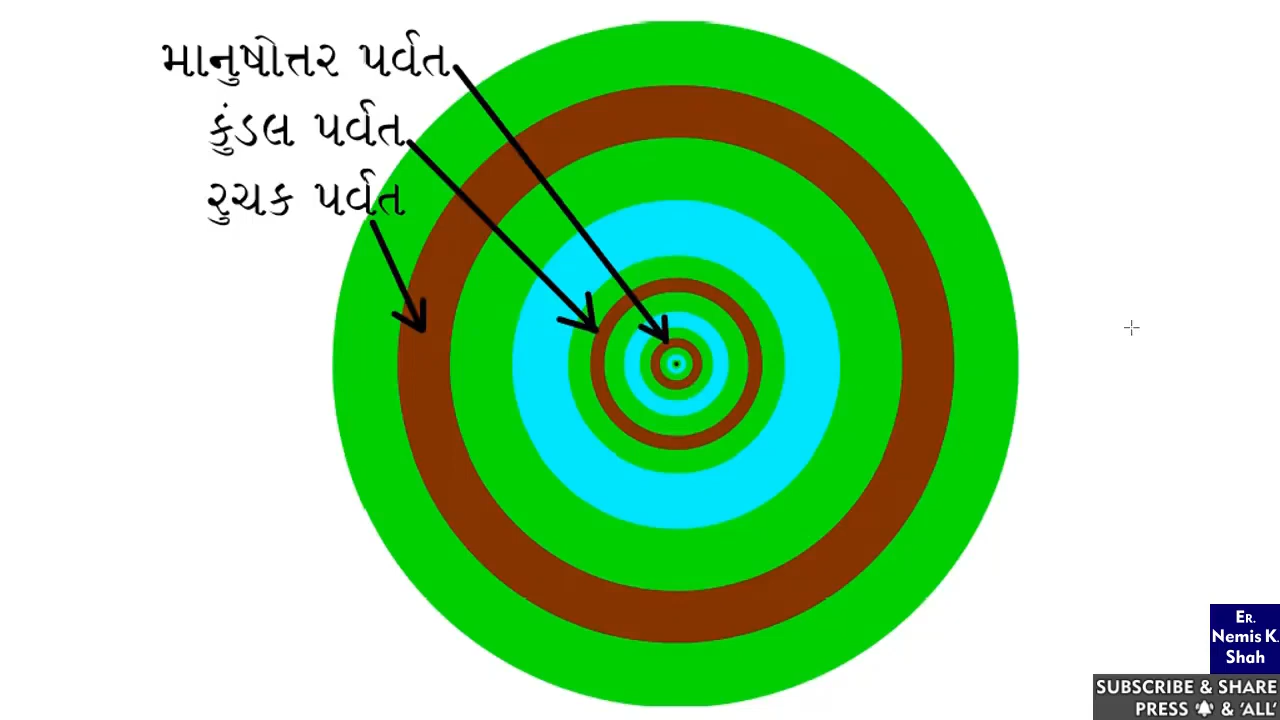 માનુષોત્તર પર્વત
કુંડલ પર્વત
રુચક પર્વત
ER.
Nemis K.
Shah
SUBSCRIBE & SHARE
PRESS & 'ALL'